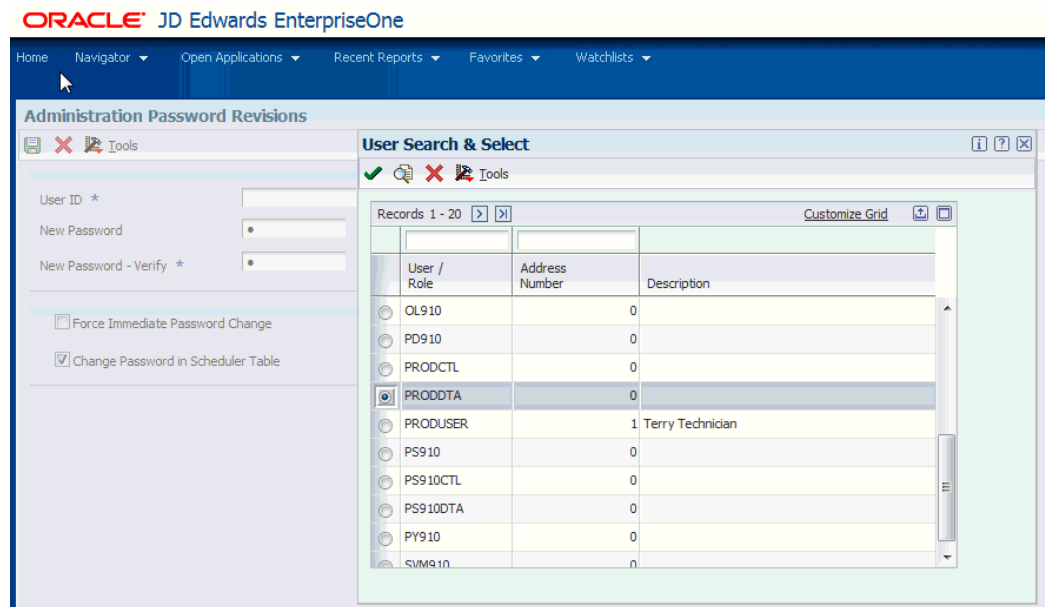 ORACLE® JD Edwards EnterpriseOne
Home Navigator Open Applications Recent Reports Favorites Watchlists
Administration Password Revisions
Tools
User ID *
New Password
New Password - Verify *
Force Immediate Password Change
Change Password in Scheduler Table
User Search & Select
Tools
Records 1 - 20 Customize Grid
User / Role Address Number Description
OL910 0
PD910 0
PRODCTL 0
PRODDTA 0
PRODUSER 1 Terry Technician
PS910 0
PS910CTL 0
PS910DTA 0
PY910 0
SVM910 0